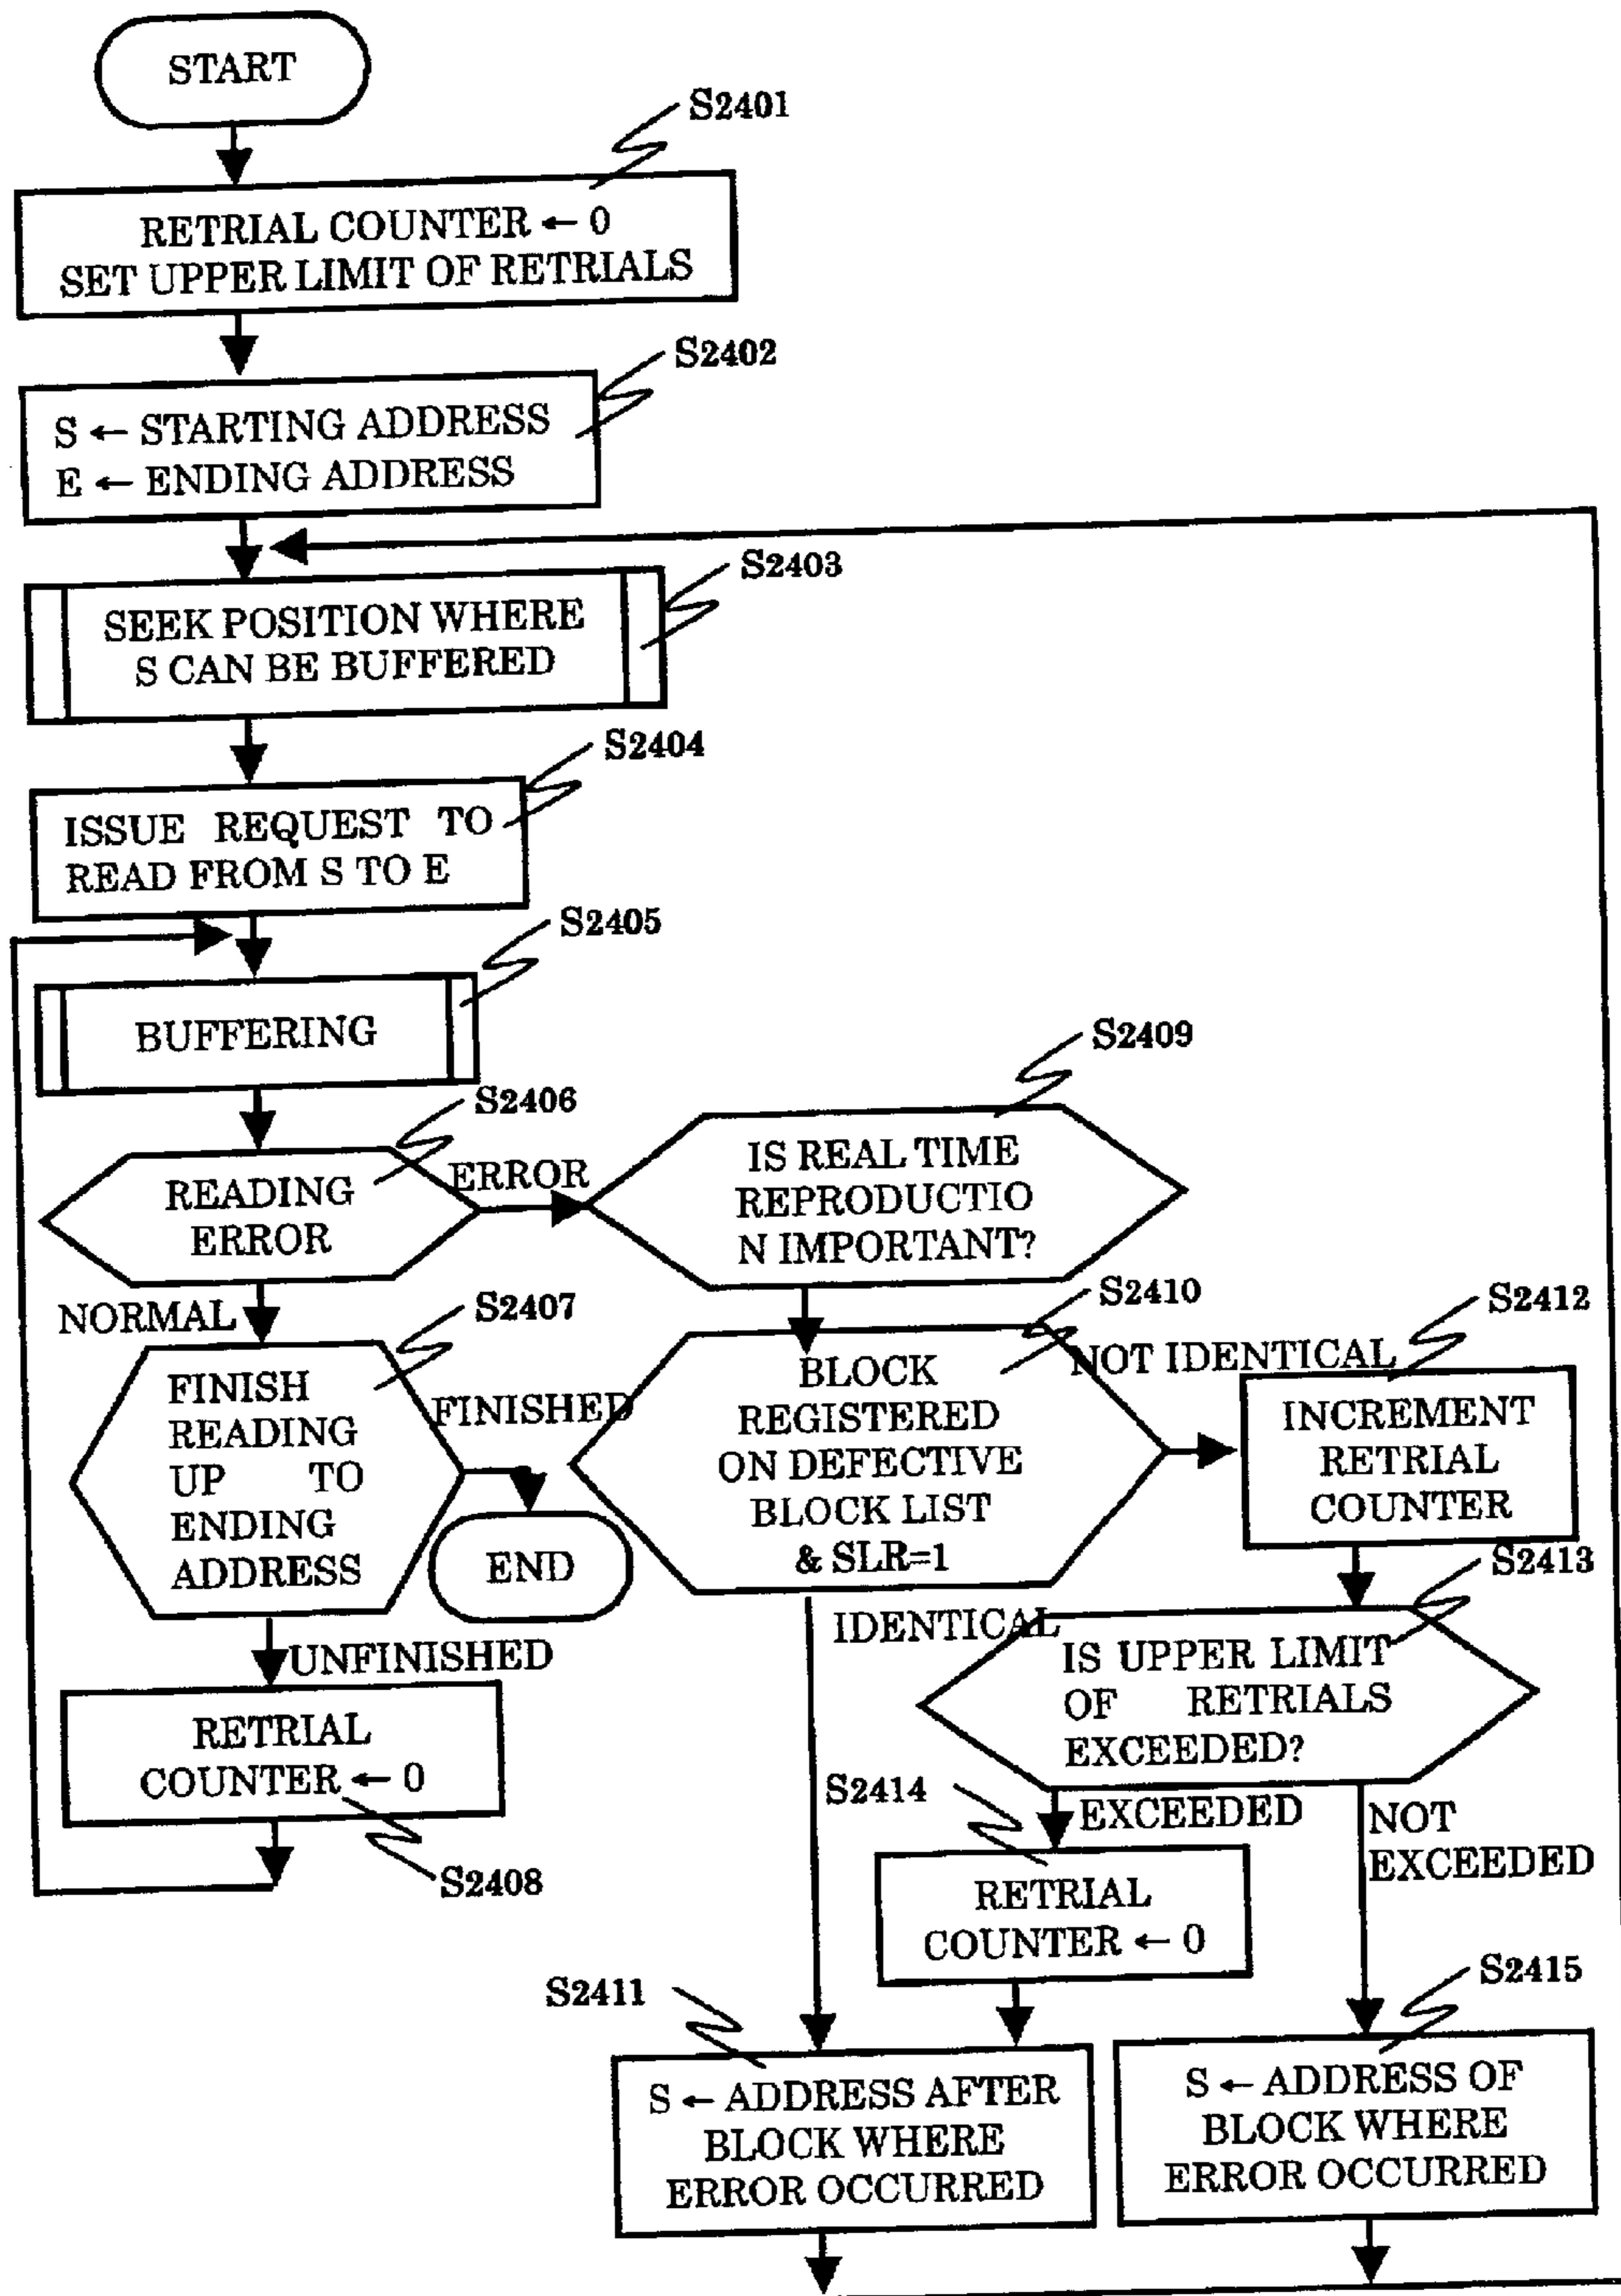 START
S2401
RETRIAL COUNTER ← 0
SET UPPER LIMIT OF RETRIALS
S2402
S ← STARTING ADDRESS
E ← ENDING ADDRESS
S2403
SEEK POSITION WHERE
S CAN BE BUFFERED
S2404
ISSUE REQUEST TO
READ FROM S TO E
S2405
BUFFERING
S2406
READING
ERROR
ERROR
NORMAL
S2409
IS REAL TIME
REPRODUCTIO
N IMPORTANT?
S2407
FINISH
READING
UP TO
ENDING
ADDRESS
FINISHED
END
UNFINISHED
RETRIAL
COUNTER ← 0
S2408
S2410
BLOCK
REGISTERED
ON DEFECTIVE
BLOCK LIST
& SLR=1
NOT IDENTICAL
IDENTICAL
S2412
INCREMENT
RETRIAL
COUNTER
S2413
IS UPPER LIMIT
OF RETRIALS
EXCEEDED?
EXCEEDED
NOT
EXCEEDED
S2414
RETRIAL
COUNTER ← 0
S2411
S ← ADDRESS AFTER
BLOCK WHERE
ERROR OCCURRED
S2415
S ← ADDRESS OF
BLOCK WHERE
ERROR OCCURRED